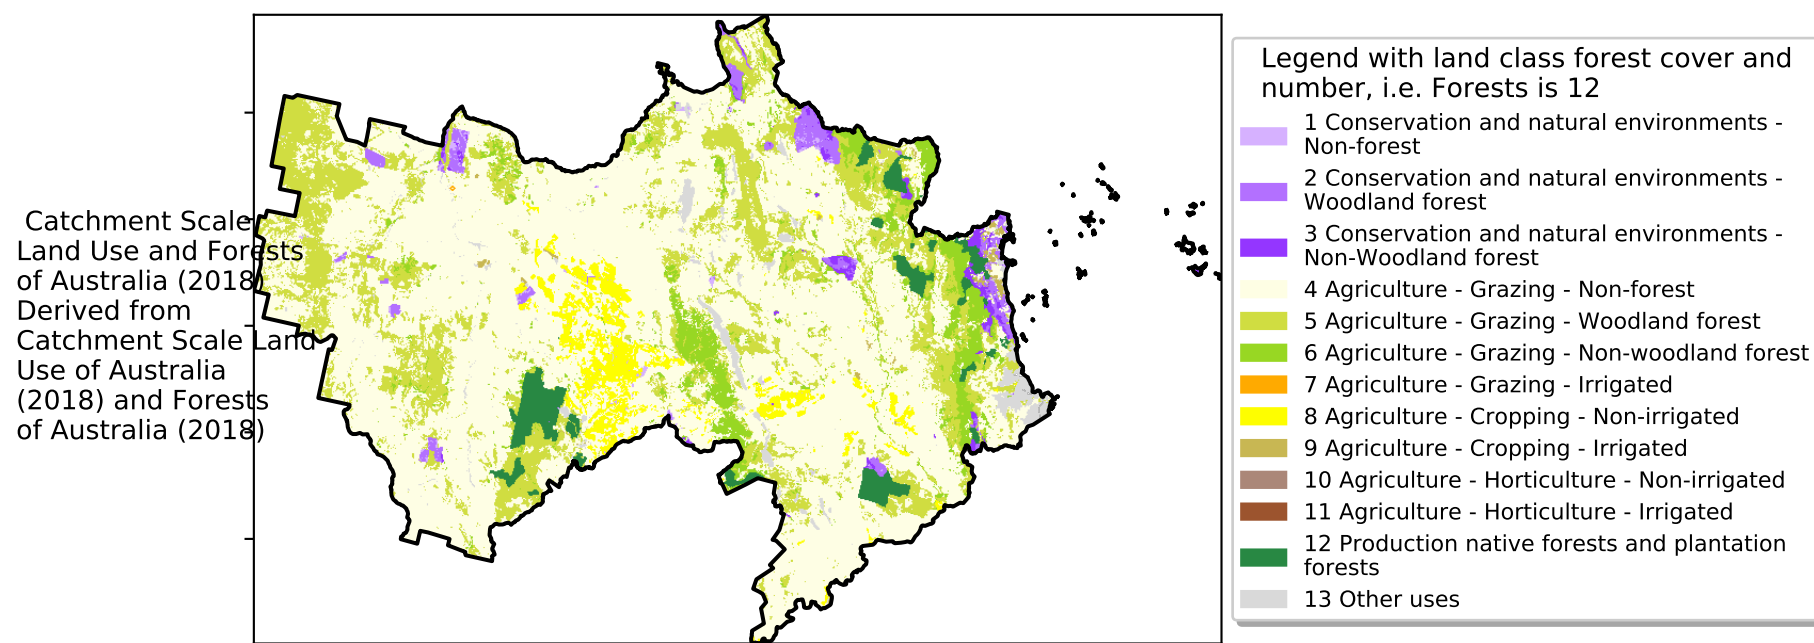 Catchment Scale
Land Use and Forests
of Australia (2018)
Derived from
Catchment Scale Land
Use of Australia
(2018) and Forests
of Australia (2018)
Legend with land class forest cover and
number, i.e. Forests is 12
1 Conservation and natural environments -
Non-forest
2 Conservation and natural environments -
Woodland forest
3 Conservation and natural environments -
Non-Woodland forest
4 Agriculture - Grazing - Non-forest
5 Agriculture - Grazing - Woodland forest
6 Agriculture - Grazing - Non-woodland forest
7 Agriculture - Grazing - Irrigated
8 Agriculture - Cropping - Non-irrigated
9 Agriculture - Cropping - Irrigated
10 Agriculture - Horticulture - Non-irrigated
11 Agriculture - Horticulture - Irrigated
12 Production native forests and plantation
forests
13 Other uses